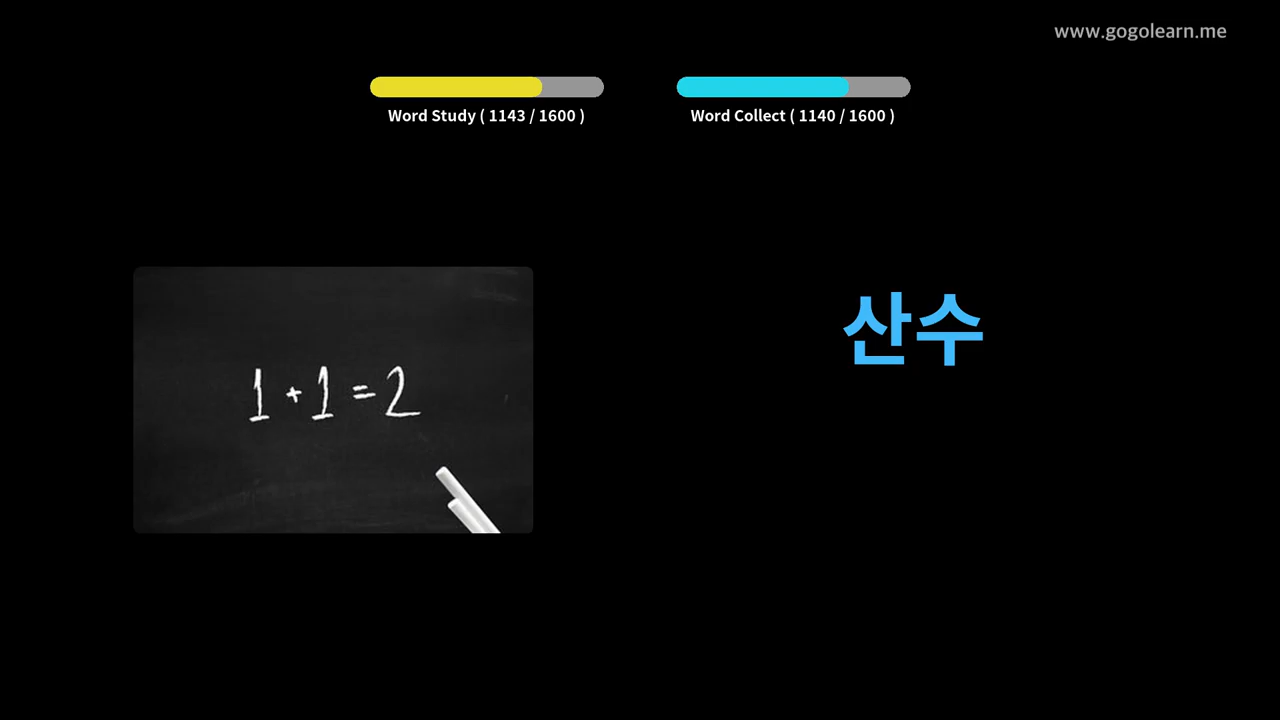 www.gogolearn.me
Word Study ( 1143 / 1600 )
Word Collect ( 1140 / 1600 )
1 + 1 = 2
산수